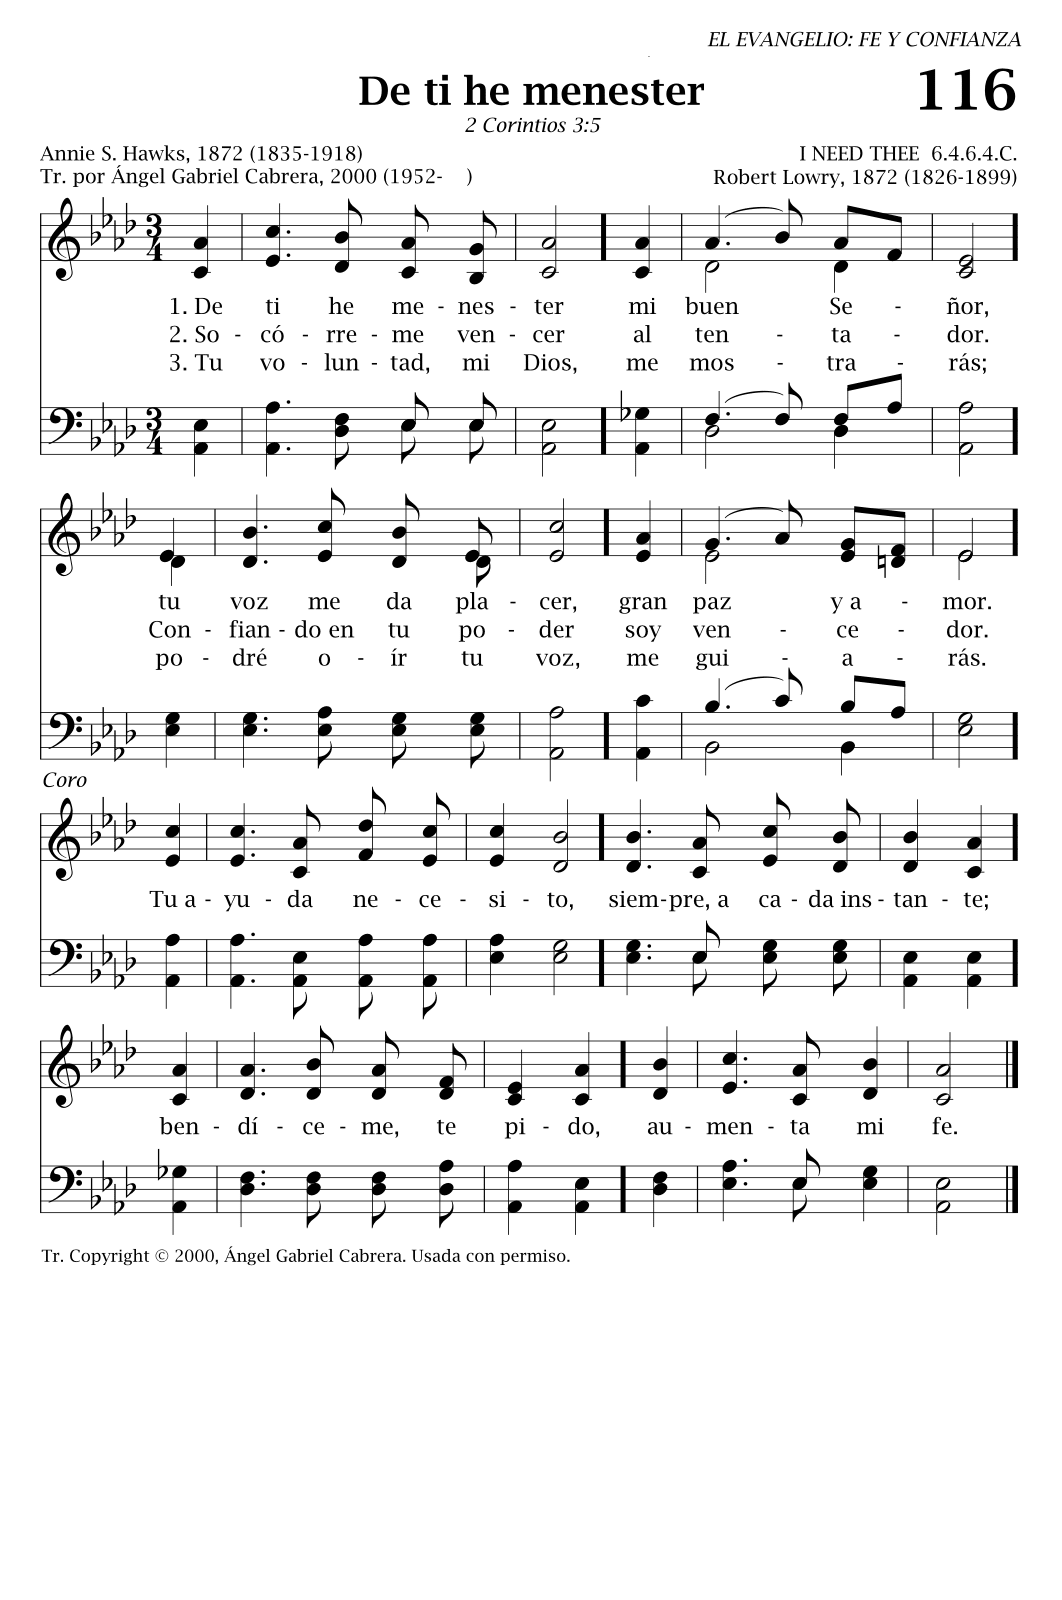 EL EVANGELIO: FE Y CONFIANZA
De ti he menester
116
2 Corintios 3:5
Annie S. Hawks, 1872 (1835-1918)
I NEED THEE 6.4.6.4.C.
Tr. por Ángel Gabriel Cabrera, 2000 (1952- )
Robert Lowry, 1872 (1826-1899)
3 4
1. De ti he me - nes - ter mi buen Se - ñor,
2. So - có - rre - me ven - cer al ten - ta - dor.
3. Tu vo - lun - tad, mi Dios, me mos - tra - rás;
3 4
tu voz me da pla - cer, gran paz y a - mor.
Con - fian - do en tu po - der soy ven - ce - dor.
po - dré o - ír tu voz, me gui - a - rás.
Coro
Tu a - yu - da ne - ce - si - to, siem - pre, a ca - da ins - tan - te;
ben - dí - ce - me, te pi - do, au - men - ta mi fe.
Tr. Copyright © 2000, Ángel Gabriel Cabrera. Usada con permiso.